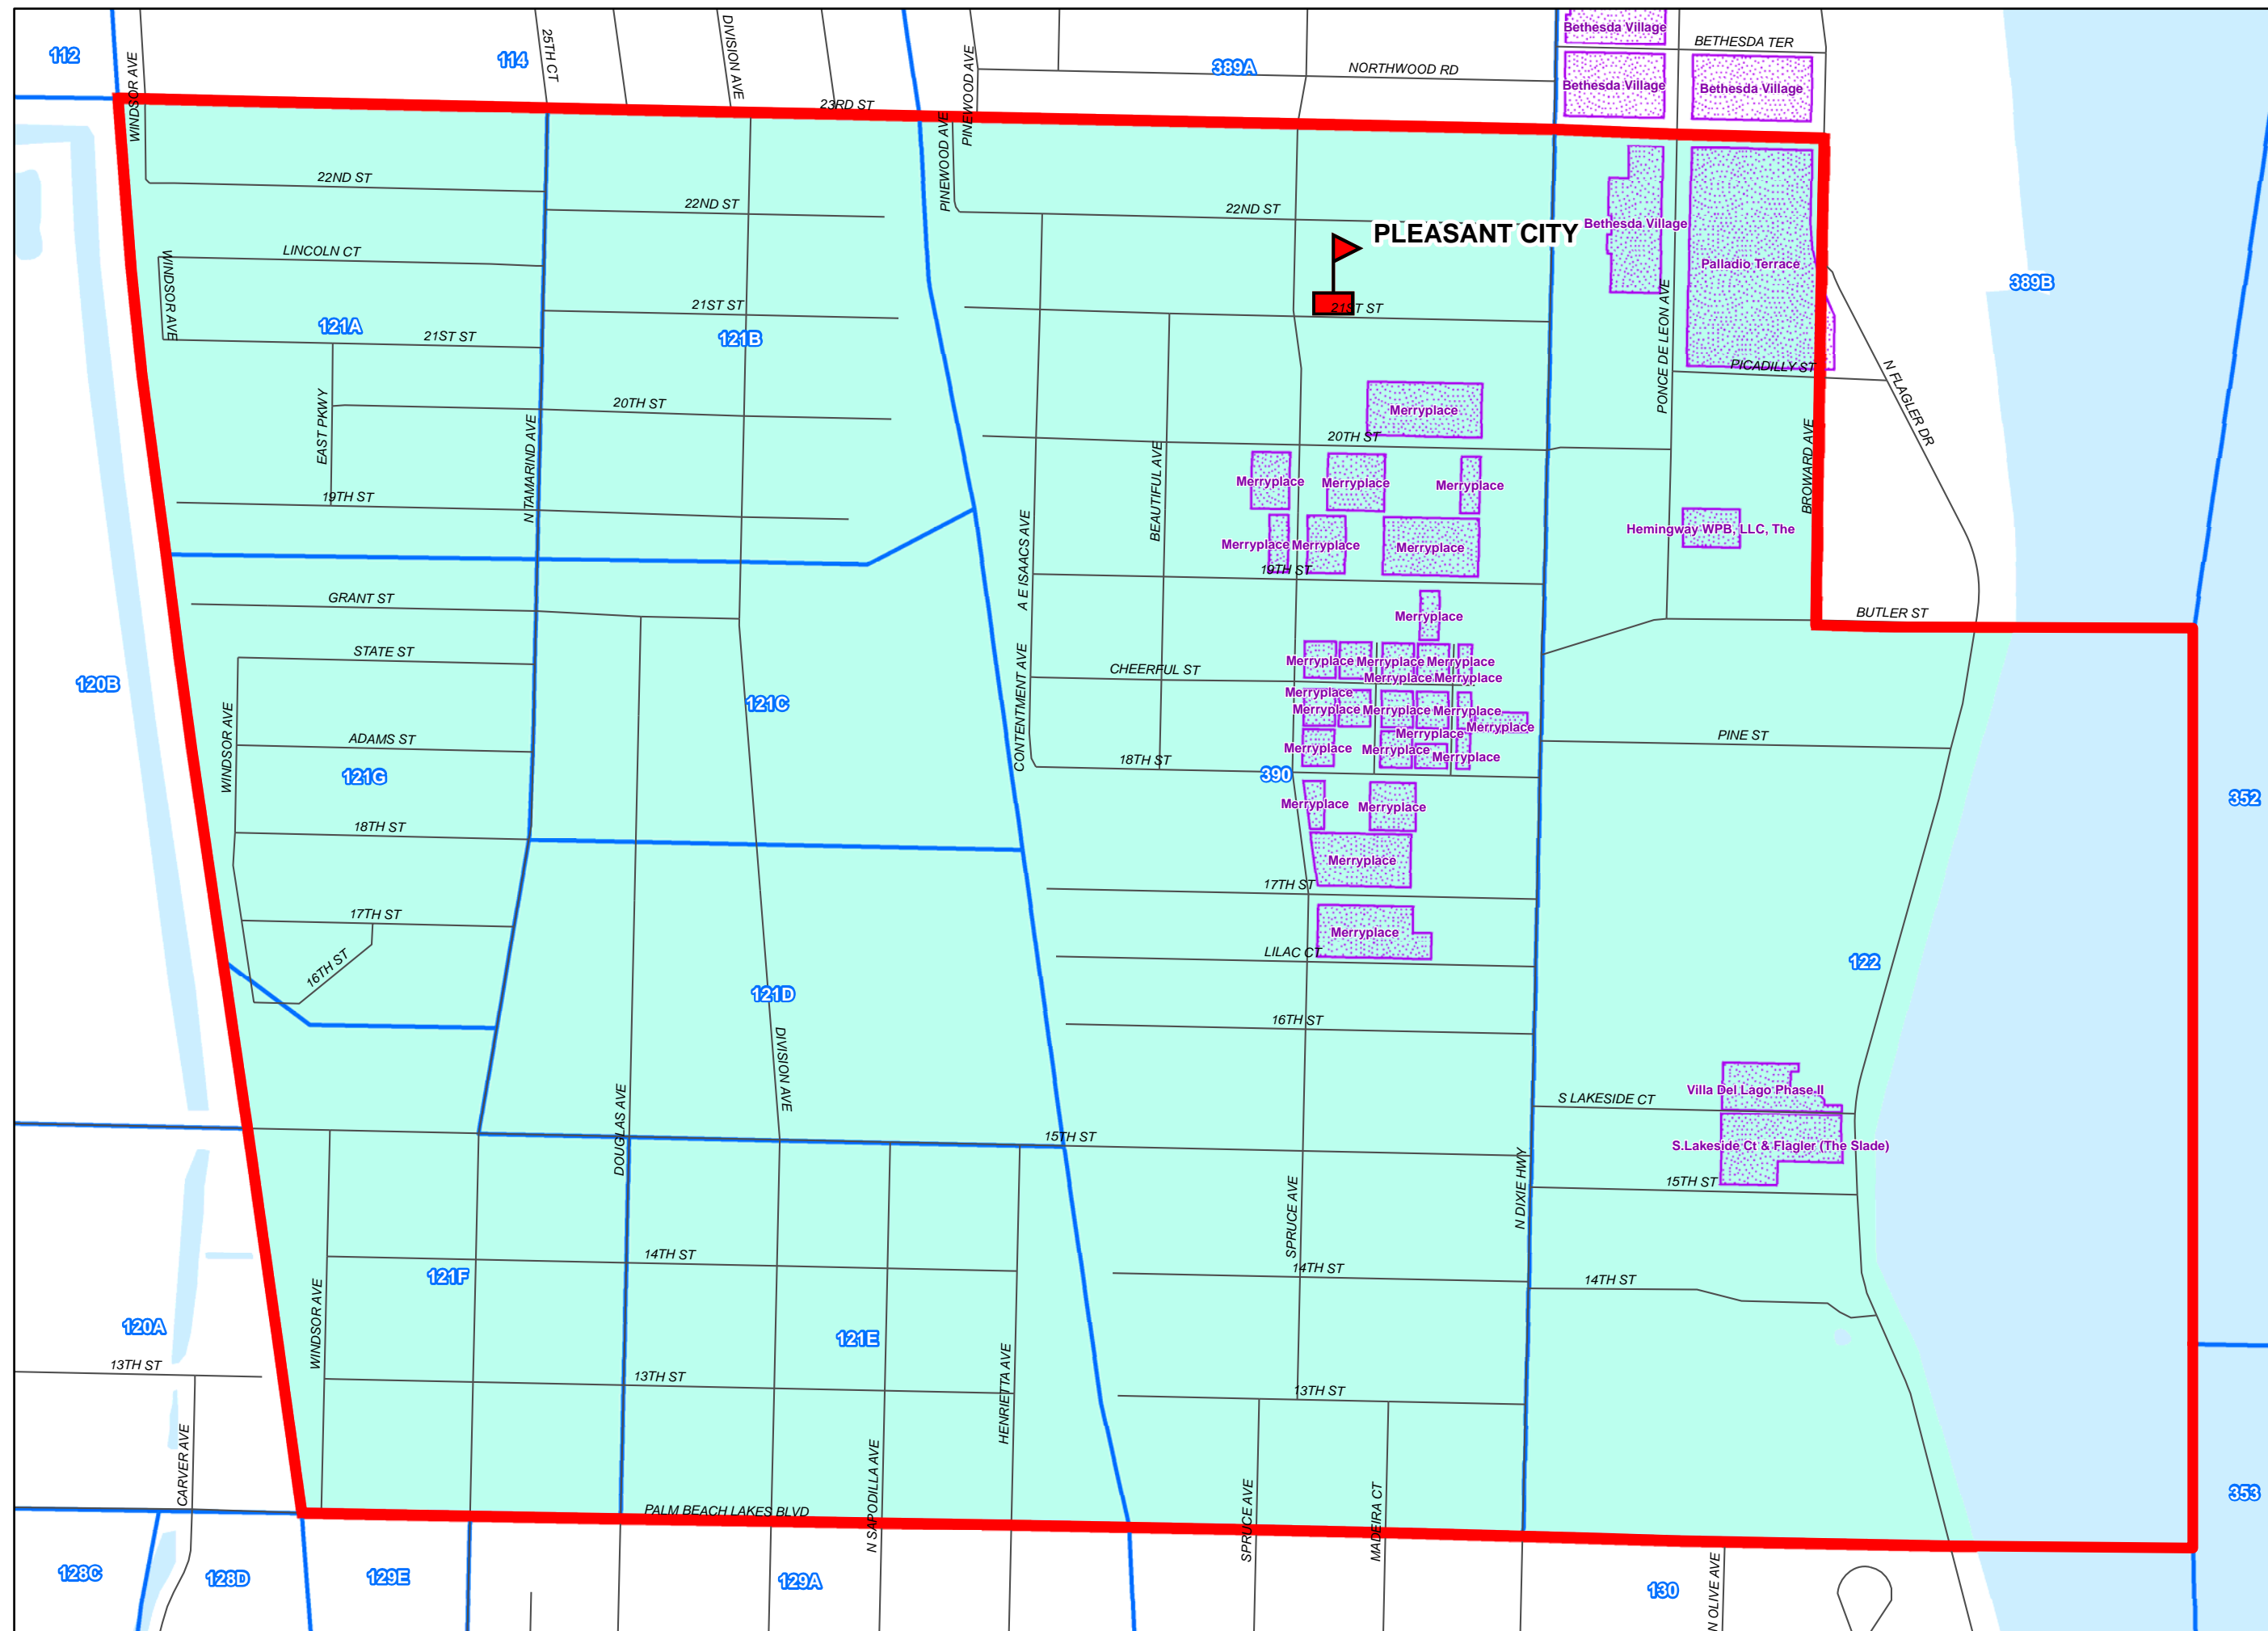 112
114
389A
WINDSOR AVE
25TH CT
DIVISION AVE
PINEWOOD AVE
NORTHWOOD RD
Bethesda Village
BETHESDA TER
Bethesda Village
Bethesda Village
23RD ST
PINEWOOD AVE
22ND ST
22ND ST
22ND ST
PLEASANT CITY
Bethesda Village
Palladio Terrace
389B
LINCOLN CT
WINDSOR AVE
121A
21ST ST
21ST ST
121B
21ST ST
PONCE DE LEON AVE
PICADILLY ST
N FLAGLER DR
EAST PKWY
20TH ST
N TAMARIND AVE
Merryplace
20TH ST
BEAUTIFUL AVE
BROWARD AVE
Merryplace
Merryplace
Merryplace
19TH ST
Hemingway WPB, LLC, The
A E ISAACS AVE
Merryplace
Merryplace
Merryplace
19TH ST
GRANT ST
Merryplace
BUTLER ST
STATE ST
CHEERFUL ST
Merryplace
Merryplace
Merryplace
Merryplace
Merryplace
120B
WINDSOR AVE
121C
CONTENTMENT AVE
Merryplace
Merryplace
Merryplace
Merryplace
Merryplace
Merryplace
ADAMS ST
PINE ST
Merryplace
Merryplace
Merryplace
18TH ST
390
121G
352
Merryplace
Merryplace
18TH ST
Merryplace
17TH ST
17TH ST
Merryplace
LILAC CT
122
16TH ST
121D
16TH ST
DIVISION AVE
DOUGLAS AVE
Villa Del Lago Phase II
S LAKESIDE CT
15TH ST
S.Lakeside Ct & Flagler (The Slade)
N DIXIE HWY
SPRUCE AVE
15TH ST
14TH ST
14TH ST
14TH ST
121F
WINDSOR AVE
120A
121E
13TH ST
13TH ST
HENRIETTA AVE
13TH ST
CARVER AVE
N SAPODILLA AVE
SPRUCE AVE
MADEIRA CT
353
PALM BEACH LAKES BLVD
128C
128D
129E
129A
130
N OLIVE AVE